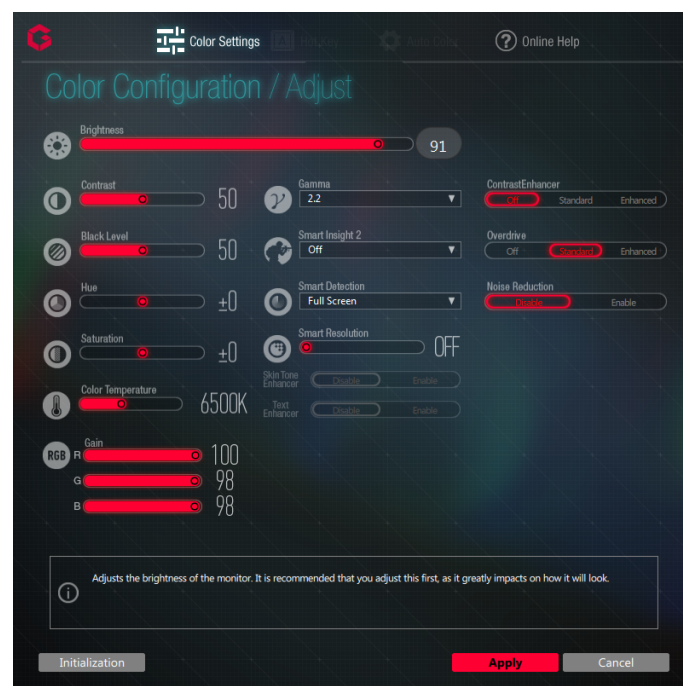 Color Settings
Auto Color
Online Help
Color Configuration / Adjust
Brightness
91
Contrast
50
Gamma
2.2
ContrastEnhancer
Off Standard Enhanced
Black Level
50
Smart Insight 2
Off
Overdrive
Off Standard Enhanced
Hue
±0
Smart Detection
Full Screen
Noise Reduction
Disable Enable
Saturation
±0
Smart Resolution
OFF
Skin Tone
Enhancer
Disable Enable
Color Temperature
6500K
Text
Enhancer
Disable Enable
RGB
Gain
R 100
G 98
B 98
Adjusts the brightness of the monitor. It is recommended that you adjust this first, as it greatly impacts on how it will look.
Initialization
Apply
Cancel